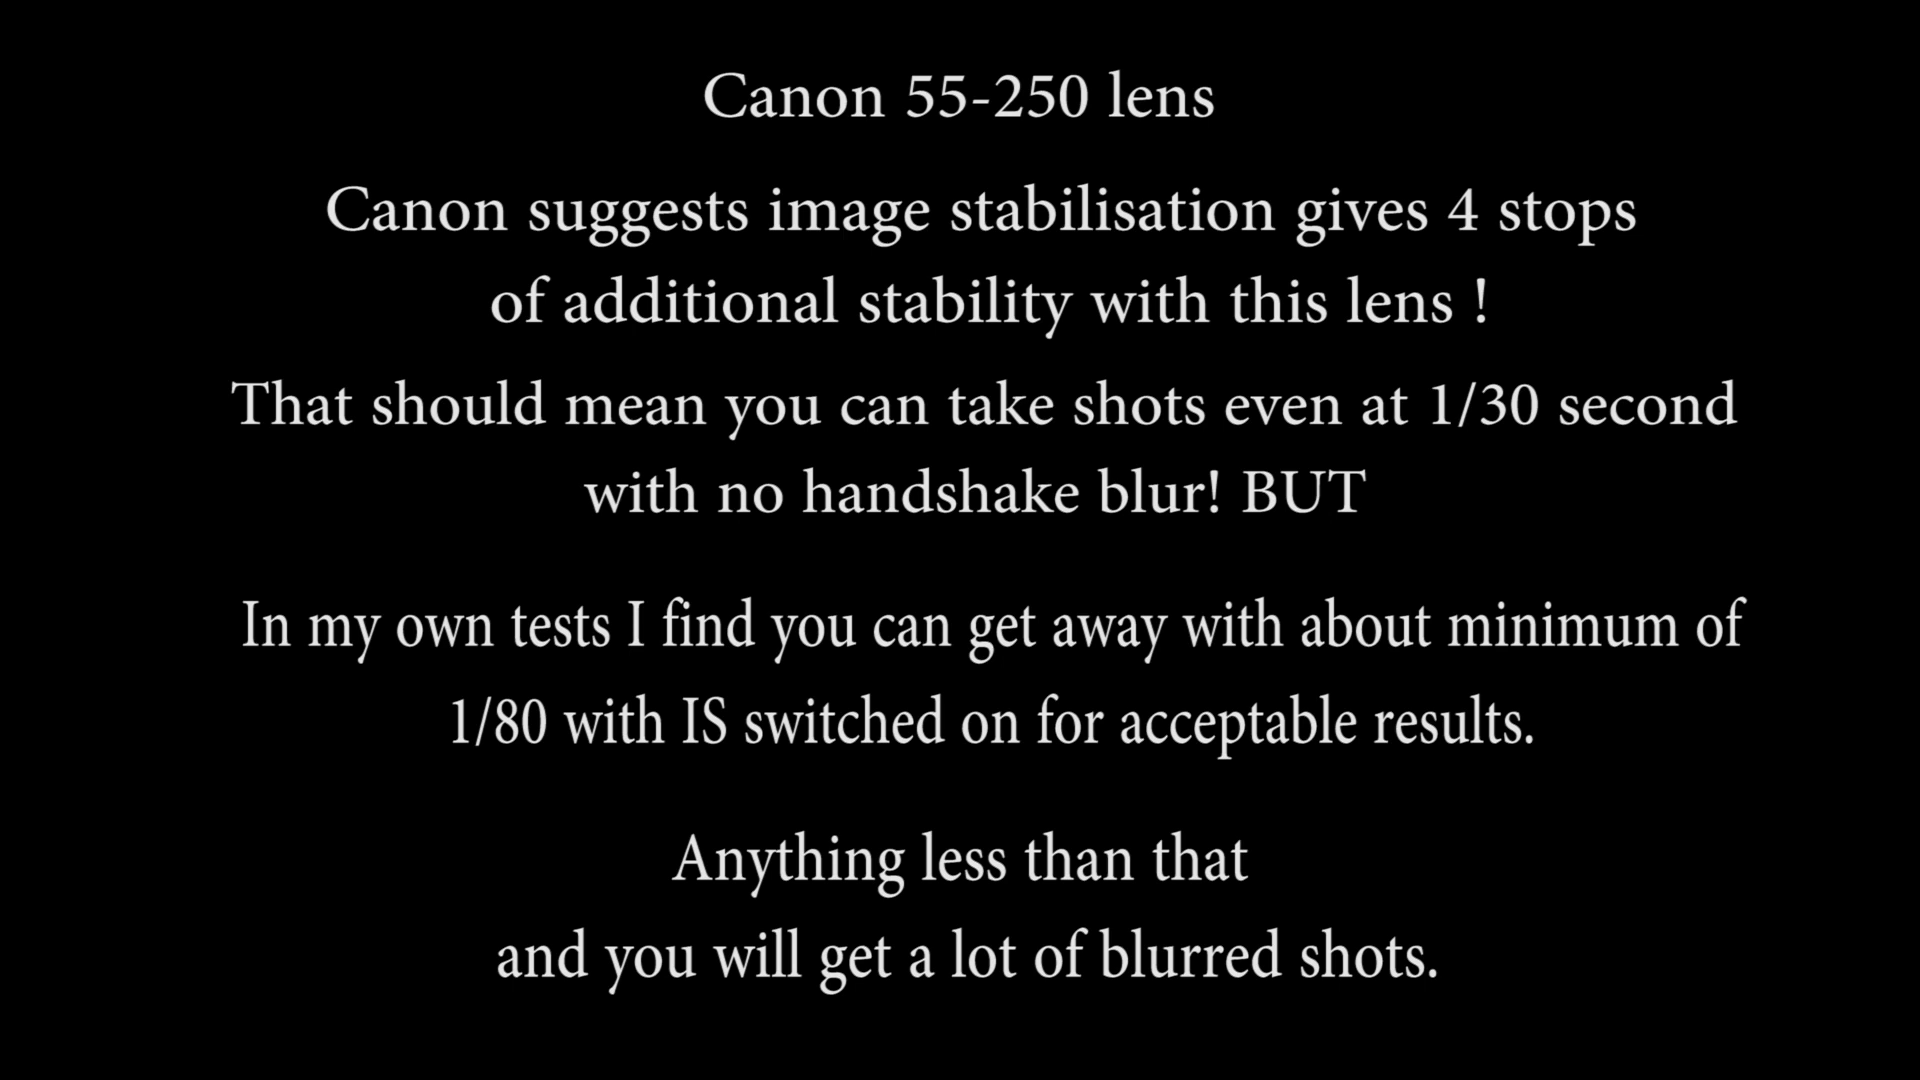 Canon 55-250 lens
Canon suggests image stabilisation gives 4 stops
of additional stability with this lens !
That should mean you can take shots even at 1/30 second
with no handshake blur! BUT
In my own tests I find you can get away with about minimum of
1/80 with IS switched on for acceptable results.
Anything less than that
and you will get a lot of blurred shots.